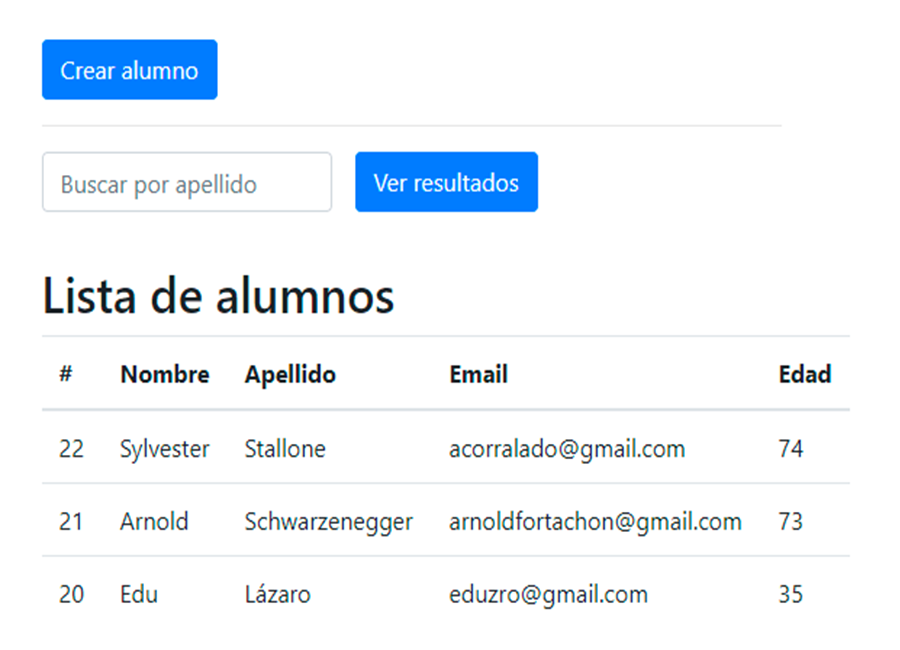 Crear alumno
Buscar por apellido Ver resultados
Lista de alumnos
# Nombre Apellido Email Edad
22 Sylvester Stallone acorralado@gmail.com 74
21 Arnold Schwarzenegger arnoldfortachon@gmail.com 73
20 Edu Lázaro eduzro@gmail.com 35